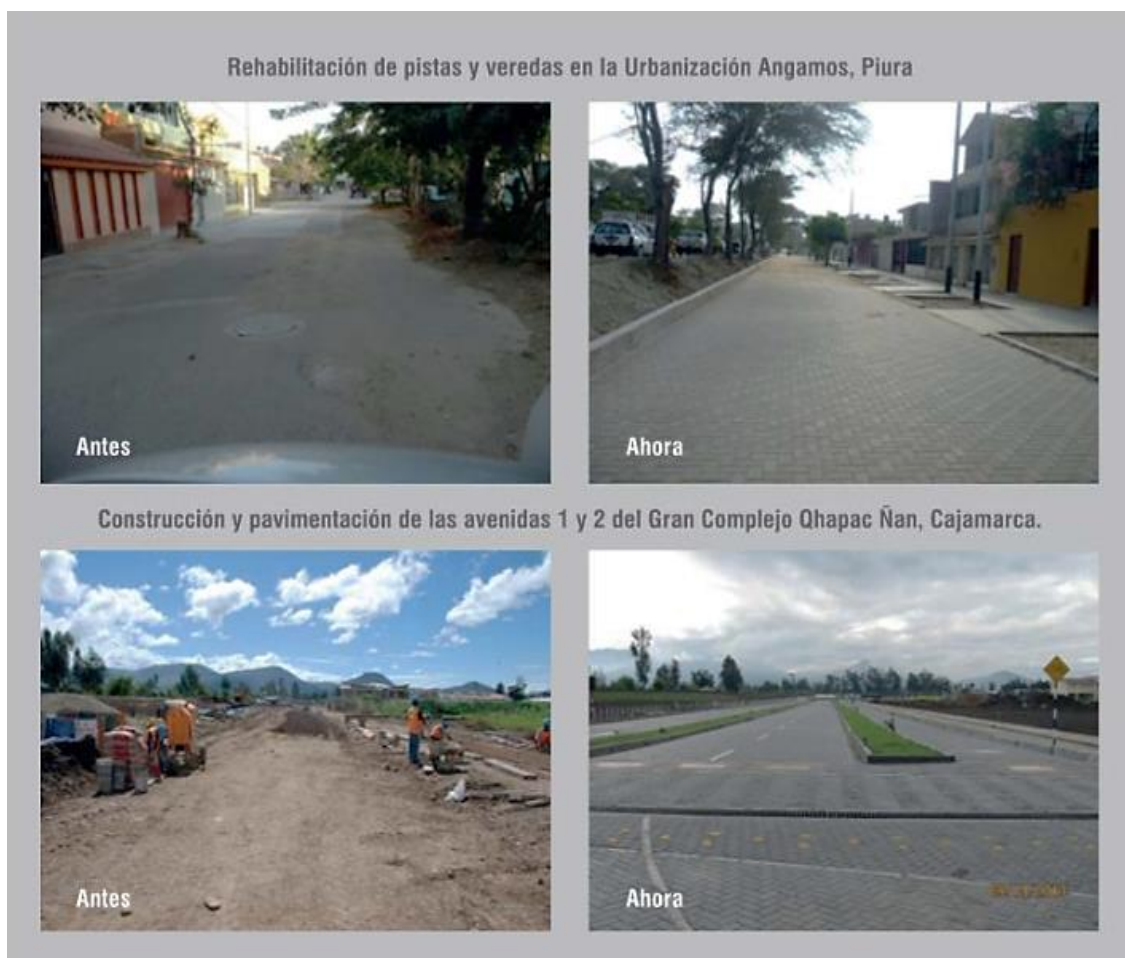 Rehabilitación de pistas y veredas en la Urbanización Angamos, Piura
Antes
Ahora
Construcción y pavimentación de las avenidas 1 y 2 del Gran Complejo Qhapac Ñan, Cajamarca.
Antes
Ahora